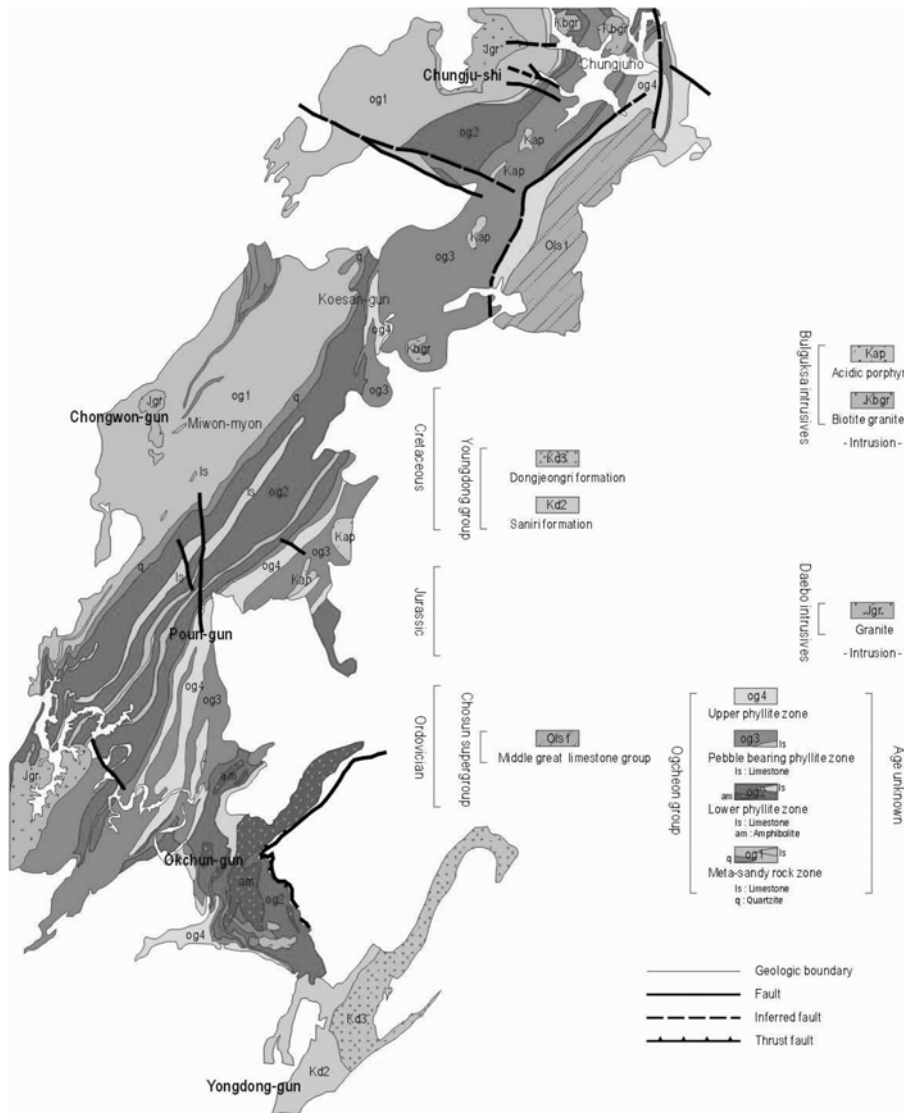 Kbgr
Kbgr
Jgr
Chungjuho
Chungju-shi
og4
og1
og2
Kap
Kap
Kap
Ols f
og3
q
Koesan-gun
og4
Kbgr
og3
Jgr
og1
q
Chongwon-gun
Miwon-myon
ls
ls
og2
Kap
og3
q
ls
og4
Kap
Poun-gun
og4
og3
Jgr
am
Okchun-gun
am
og2
og4
Kd3
Kd2
Yongdong-gun
Cretaceous
Youngdong group
Kd3
Dongjeongri formation
Kd2
Saniri formation
Jurassic
Ordovician
Chosun supergroup
Ols f
Middle great limestone group
Bulguksa intrusives
Kap
Acidic porphyr
Kbgr
Biotite granite
- Intrusion -
Daebo intrusives
Jgr
Granite
- Intrusion -
Ogcheon group
Age unknown
og4
Upper phyllite zone
og3 ls
Pebble bearing phyllite zone
ls : Limestone
am og2 ls
Lower phyllite zone
ls : Limestone
am : Amphibolite
q og1 ls
Meta-sandy rock zone
ls : Limestone
q : Quartzite
Geologic boundary
Fault
Inferred fault
Thrust fault